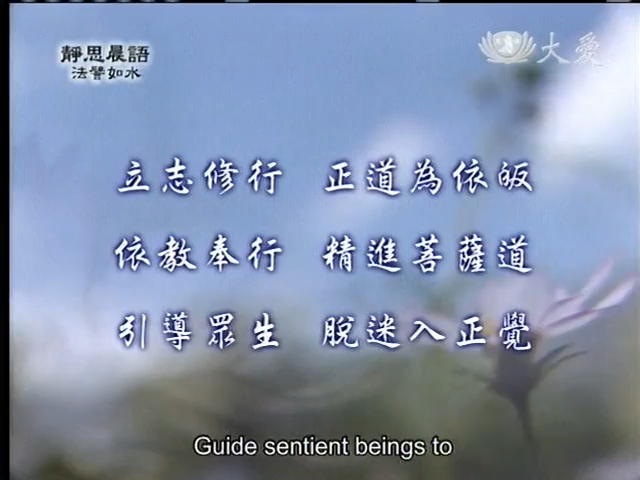 靜思晨語
法譬如水
大愛
立志修行 正道為依皈
依教奉行 精進菩薩道
引導眾生 脫迷入正覺
Guide sentient beings to